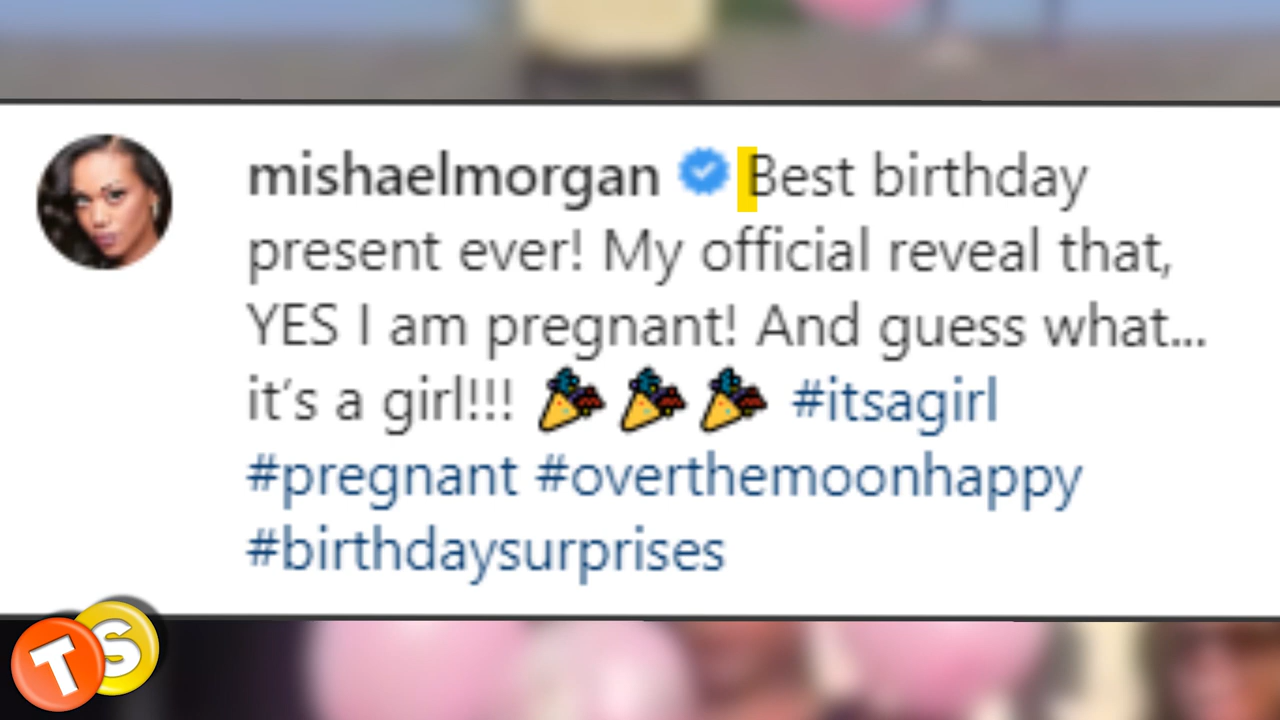 mishaelmorgan Best birthday
present ever! My official reveal that,
YES I am pregnant! And guess what...
it's a girl!!! 🎉🎉🎉 #itsagirl
#pregnant #overthemoonhappy
#birthdaysurprises
TS